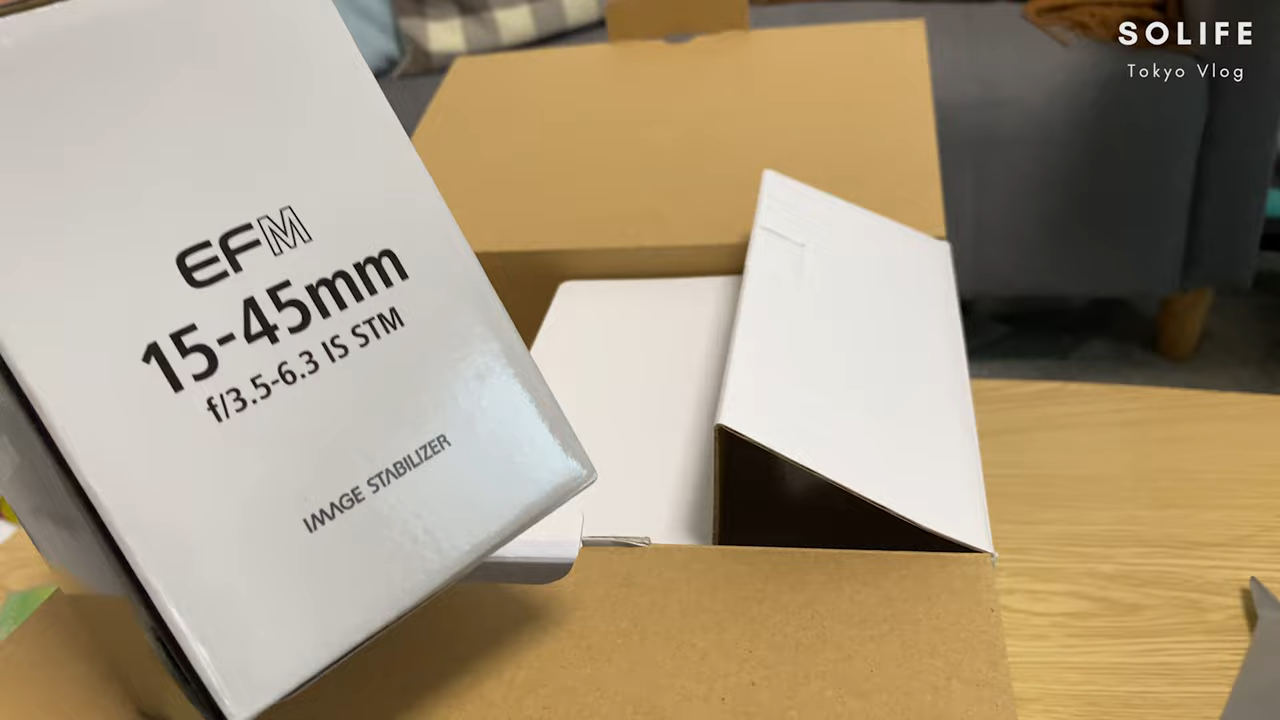 SOLIFE
Tokyo Vlog
EFM
15-45mm
f/3.5-6.3 IS STM
IMAGE STABILIZER